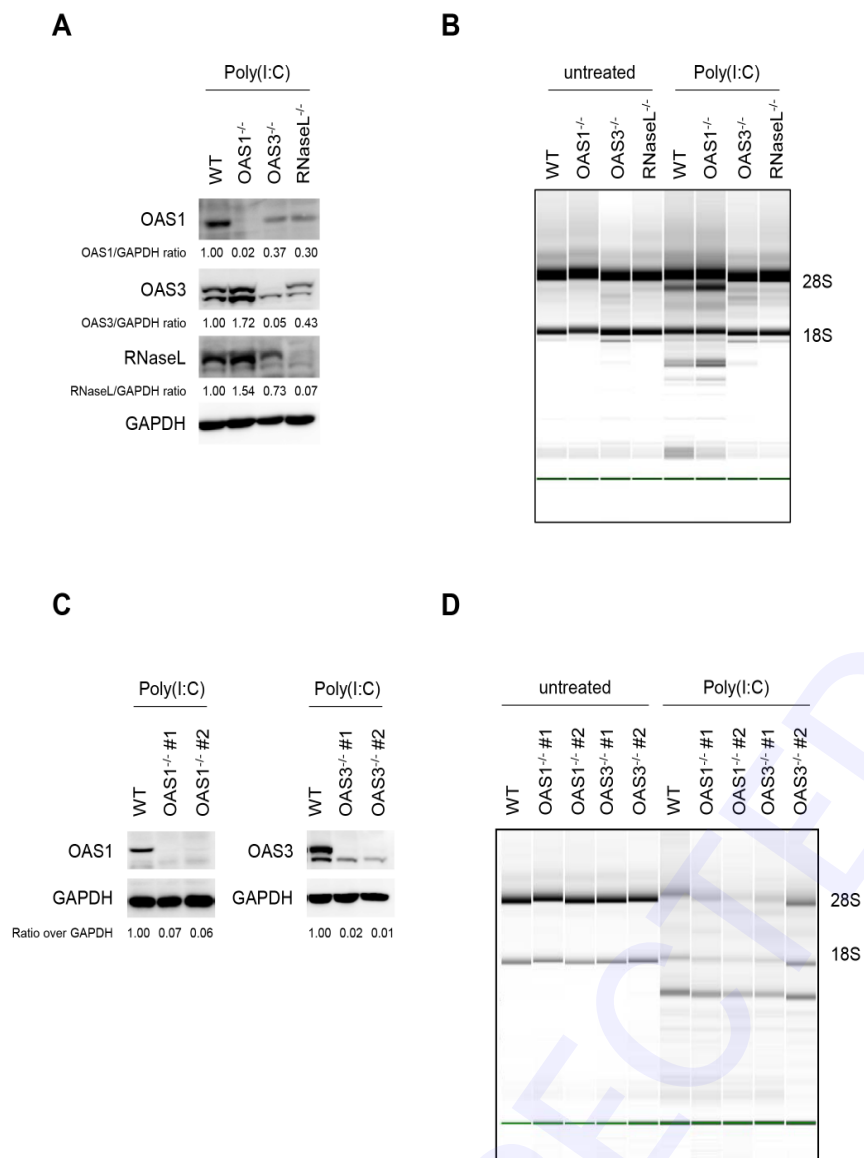 A
Poly(I:C)
WT
OAS1-/-
OAS3-/-
RNaseL-/-
OAS1
OAS1/GAPDH ratio 1.00 0.02 0.37 0.30
OAS3
OAS3/GAPDH ratio 1.00 1.72 0.05 0.43
RNaseL
RNaseL/GAPDH ratio 1.00 1.54 0.73 0.07
GAPDH
B
untreated Poly(I:C)
WT
OAS1-/-
OAS3-/-
RNaseL-/-
WT
OAS1-/-
OAS3-/-
RNaseL-/-
28S
18S
C
Poly(I:C)
WT
OAS1-/- #1
OAS1-/- #2
OAS1
GAPDH
Ratio over GAPDH 1.00 0.07 0.06
Poly(I:C)
WT
OAS3-/- #1
OAS3-/- #2
OAS3
GAPDH
1.00 0.02 0.01
D
untreated Poly(I:C)
WT
OAS1-/- #1
OAS1-/- #2
OAS3-/- #1
OAS3-/- #2
WT
OAS1-/- #1
OAS1-/- #2
OAS3-/- #1
OAS3-/- #2
28S
18S
ECTED